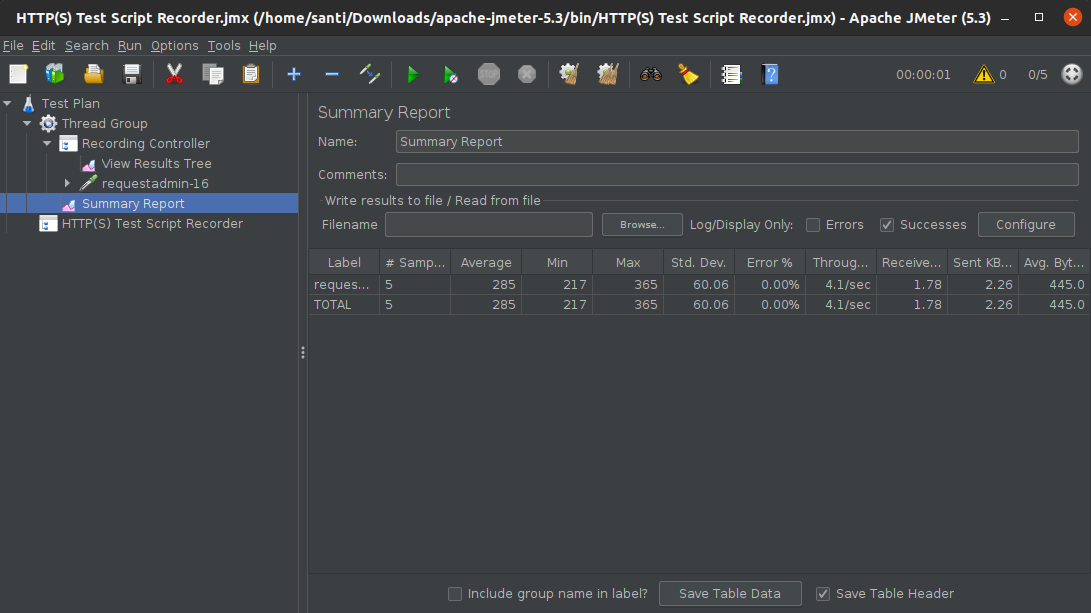 HTTP(S) Test Script Recorder.jmx (/home/santi/Downloads/apache-jmeter-5.3/bin/HTTP(S) Test Script Recorder.jmx) - Apache JMeter (5.3)
File Edit Search Run Options Tools Help
STOP 00:00:01 0 0/5
Test Plan
Thread Group
Recording Controller
View Results Tree
requestadmin-16
Summary Report
HTTP(S) Test Script Recorder
Summary Report
Name: Summary Report
Comments:
Write results to file / Read from file
Filename Browse... Log/Display Only: Errors Successes Configure
Label # Samp... Average Min Max Std. Dev. Error % Throug... Receive... Sent KB... Avg. Byt...
reques... 5 285 217 365 60.06 0.00% 4.1/sec 1.78 2.26 445.0
TOTAL 5 285 217 365 60.06 0.00% 4.1/sec 1.78 2.26 445.0
Include group name in label? Save Table Data Save Table Header